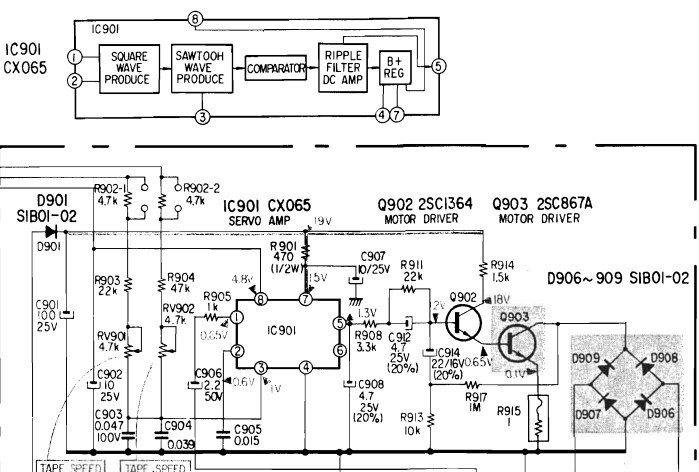 IC901
CX065
8
IC901
1
2
SQUARE
WAVE
PRODUCE
SAWTOOH
WAVE
PRODUCE
COMPARATOR
RIPPLE
FILTER
DC AMP
B+
REG
5
3
4
7
D901
SIB01-02
D901
R902-1
4.7k
R902-2
4.7k
IC901 CX065
SERVO AMP
Q902 2SC1364
MOTOR DRIVER
Q903 2SC867A
MOTOR DRIVER
19V
R901
470
(1/2W)
C907
10/25V
R911
22k
R914
1.5k
D906~909 SIB01-02
R903
22k
R904
47k
4.8V
15V
C901
100
25V
R905
1k
8
7
1
2
IC901
5
6
3
4
0.65V
1.3V
R908
3.3k
C912
4.7
25V
(20%)
Q902
18V
Q903
RV901
4.7k
RV902
4.7k
0.6V
1V
C914
22/16V
(20%)
0.65V
0.1V
D909
D908
C902
10
25V
C906
2.2
50V
C908
4.7
25V
(20%)
R917
1M
R913
10k
R915
1
D907
D906
C903
0.047
100V
C904
0.039
C905
0.015
TAPE SPEED
TAPE SPEED